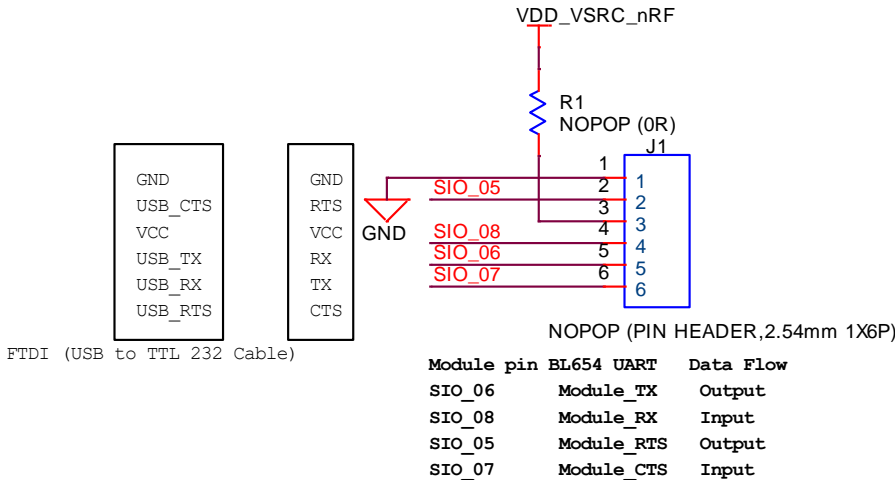 VDD_VSRC_nRF
R1
NOPOP (0R)
J1
1
2
3
4
5
6
1
2
3
4
5
6
SIO_05
SIO_08
SIO_06
SIO_07
GND
GND
USB_CTS
VCC
USB_TX
USB_RX
USB_RTS
GND
RTS
VCC
RX
TX
CTS
FTDI (USB to TTL 232 Cable)
NOPOP (PIN HEADER,2.54mm 1X6P)
Module pin BL654 UART Data Flow
SIO_06 Module_TX Output
SIO_08 Module_RX Input
SIO_05 Module_RTS Output
SIO_07 Module_CTS Input